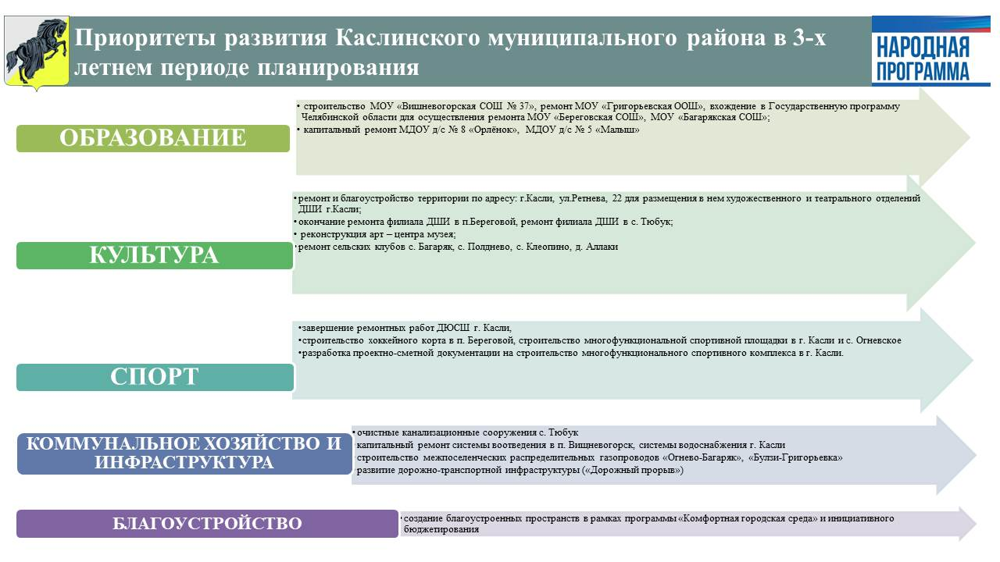 Приоритеты развития Каслинского муниципального района в 3-х
летнем периоде планирования
НАРОДНАЯ
ПРОГРАММА
ОБРАЗОВАНИЕ
• строительство МОУ «Вишневогорская СОШ № 37», ремонт МОУ «Григорьевская ООШ», вхождение в Государственную программу
Челябинской области для осуществления ремонта МОУ «Береговская СОШ», МОУ «Багарякская СОШ»;
• капитальный ремонт МДОУ д/с № 8 «Орлёнок», МДОУ д/с № 5 «Малыш»
КУЛЬТУРА
•ремонт и благоустройство территории по адресу: г.Касли, ул.Ретнева, 22 для размещения в нем художественного и театрального отделений
ДШИ г.Касли;
•окончание ремонта филиала ДШИ в п.Береговой, ремонт филиала ДШИ в с. Тюбук;
• реконструкция арт – центра музея;
•ремонт сельских клубов с. Багаряк, с. Полднево, с. Клеопино, д. Аллаки
СПОРТ
•завершение ремонтных работ ДЮСШ г. Касли,
•строительство хоккейного корта в п. Береговой, строительство многофункциональной спортивной площадки в г. Касли и с. Огневское
•разработка проектно-сметной документации на строительство многофункционального спортивного комплекса в г. Касли.
КОММУНАЛЬНОЕ ХОЗЯЙСТВО И
ИНФРАСТРУКТУРА
•очистные канализационные сооружения с. Тюбук
капитальный ремонт системы воотведения в п. Вищневогорск, системы водоснабжения г. Касли
строительство межпоселенческих распределительных газопроводов «Огнево-Багаряк», «Булзи-Григорьевка»
развитие дорожно-транспортной инфраструктуры («Дорожный прорыв»)
БЛАГОУСТРОЙСТВО
•создание благоустроенных пространств в рамках программы «Комфортная городская среда» и инициативного
бюджетирования